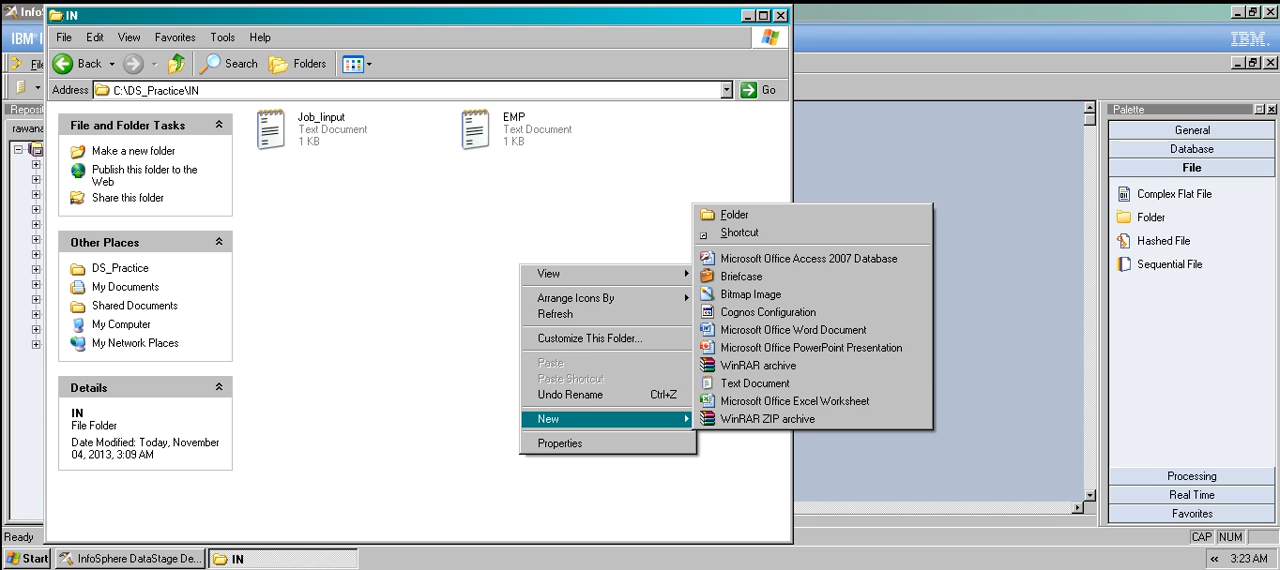 InfoS
IN
IBM I
IBM.
File Edit View Favorites Tools Help
File
Back Search Folders
Address C:\DS_Practice\IN Go
Reposi
rawana
File and Folder Tasks
Make a new folder
Publish this folder to the
Web
Share this folder
Other Places
DS_Practice
My Documents
Shared Documents
My Computer
My Network Places
Details
IN
File Folder
Date Modified: Today, November
04, 2013, 3:09 AM
Job_1input
Text Document
1 KB
EMP
Text Document
1 KB
View
Arrange Icons By
Refresh
Customize This Folder...
Paste
Paste Shortcut
Undo Rename Ctrl+Z
New
Properties
Folder
Shortcut
Microsoft Office Access 2007 Database
Briefcase
Bitmap Image
Cognos Configuration
Microsoft Office Word Document
Microsoft Office PowerPoint Presentation
WinRAR archive
Text Document
Microsoft Office Excel Worksheet
WinRAR ZIP archive
Palette
General
Database
File
Complex Flat File
Folder
Hashed File
Sequential File
Processing
Real Time
Favorites
Ready
CAP NUM
Start InfoSphere DataStage De... IN 3:23 AM